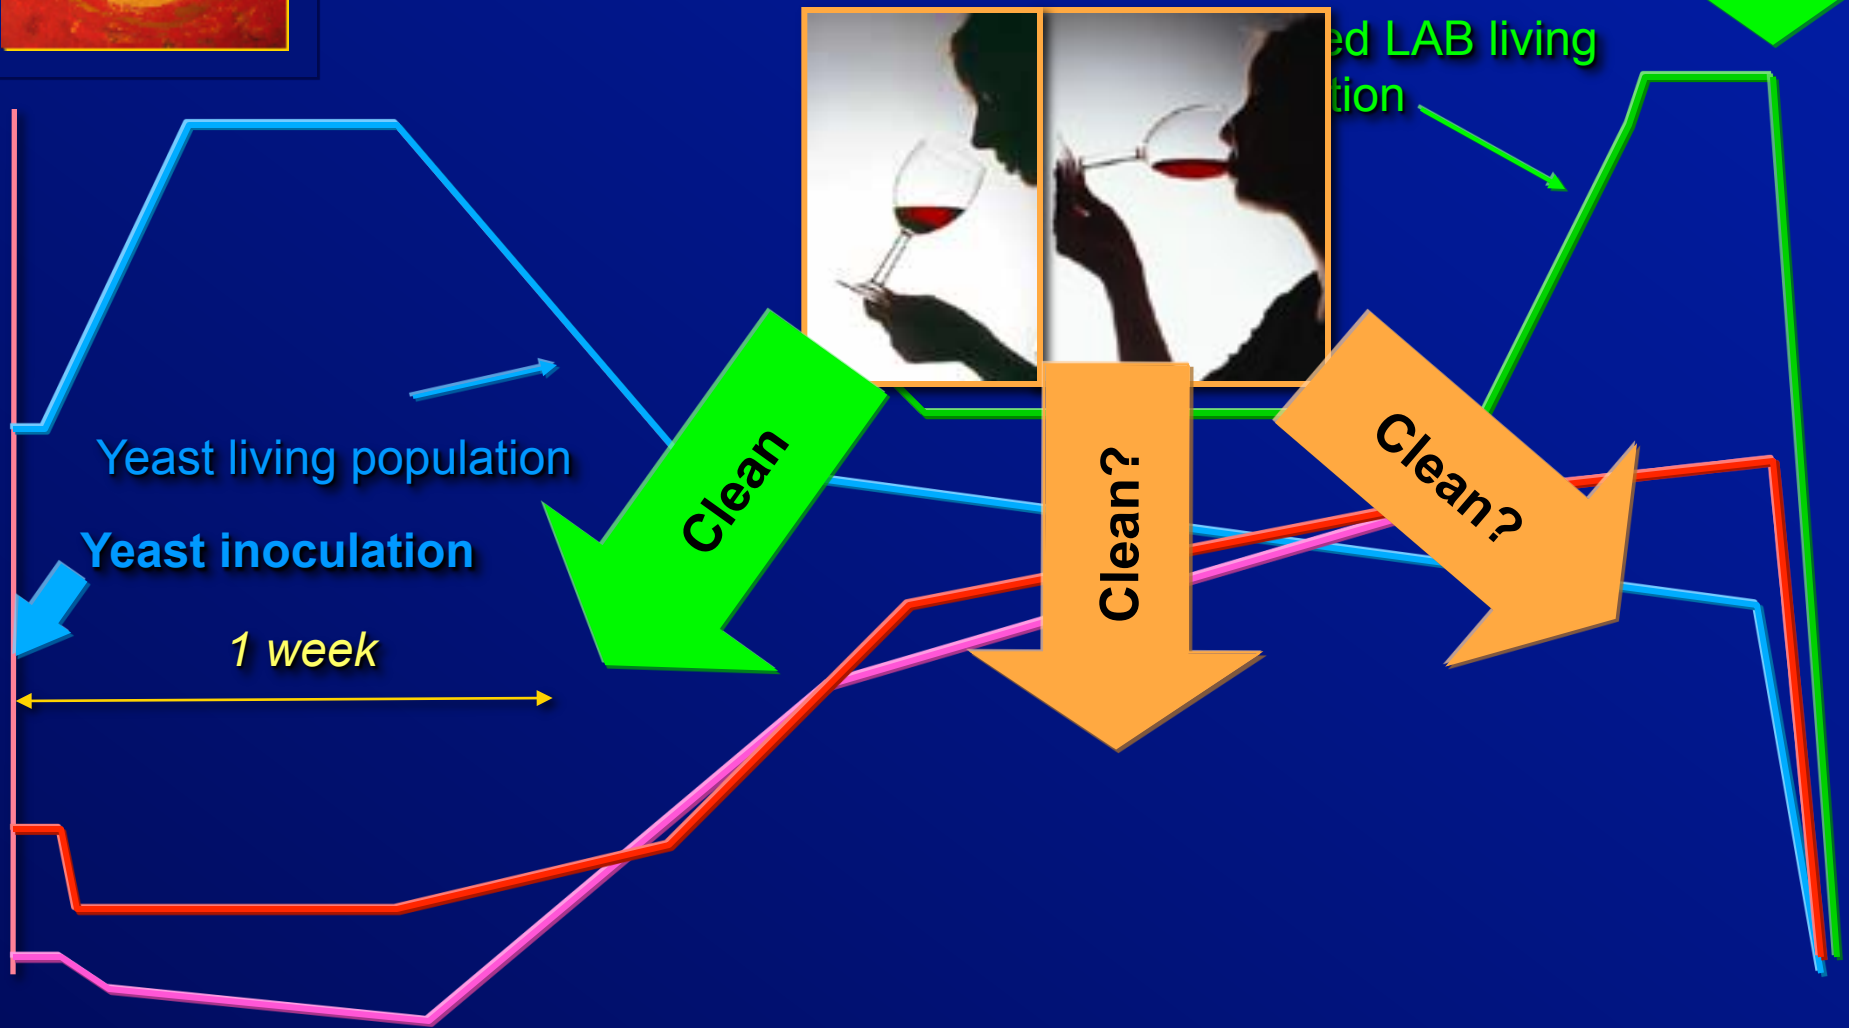 ed LAB living
tion
Yeast living population
Yeast inoculation
1 week
Clean
Clean?
Clean?